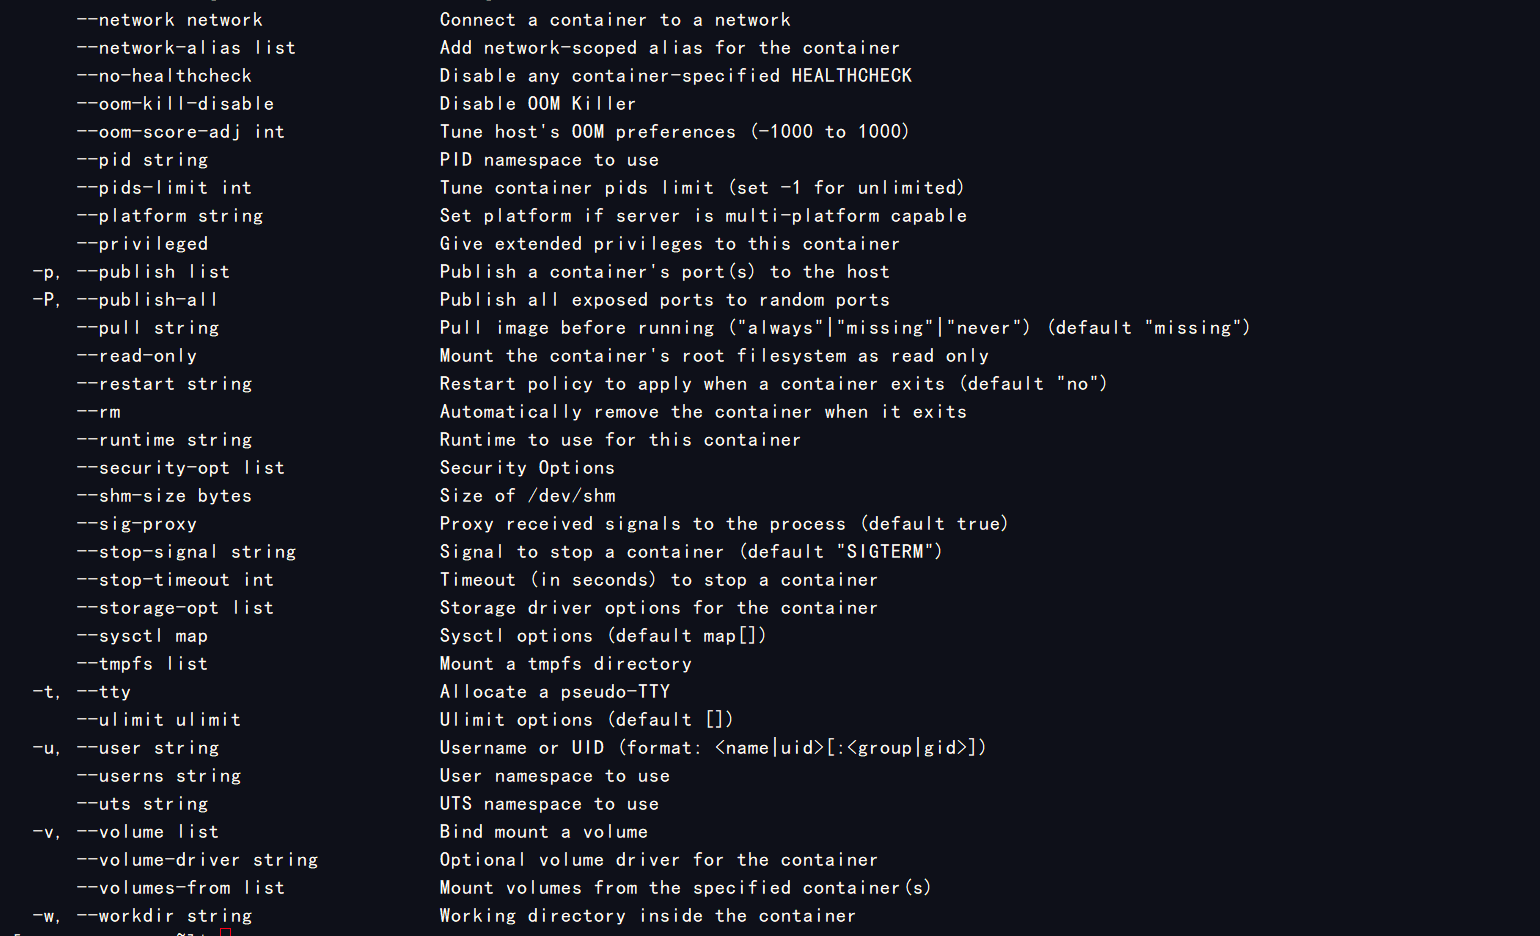 --network network Connect a container to a network
--network-alias list Add network-scoped alias for the container
--no-healthcheck Disable any container-specified HEALTHCHECK
--oom-kill-disable Disable OOM Killer
--oom-score-adj int Tune host's OOM preferences (-1000 to 1000)
--pid string PID namespace to use
--pids-limit int Tune container pids limit (set -1 for unlimited)
--platform string Set platform if server is multi-platform capable
--privileged Give extended privileges to this container
-p, --publish list Publish a container's port(s) to the host
-P, --publish-all Publish all exposed ports to random ports
--pull string Pull image before running ("always"|"missing"|"never") (default "missing")
--read-only Mount the container's root filesystem as read only
--restart string Restart policy to apply when a container exits (default "no")
--rm Automatically remove the container when it exits
--runtime string Runtime to use for this container
--security-opt list Security Options
--shm-size bytes Size of /dev/shm
--sig-proxy Proxy received signals to the process (default true)
--stop-signal string Signal to stop a container (default "SIGTERM")
--stop-timeout int Timeout (in seconds) to stop a container
--storage-opt list Storage driver options for the container
--sysctl map Sysctl options (default map[])
--tmpfs list Mount a tmpfs directory
-t, --tty Allocate a pseudo-TTY
--ulimit ulimit Ulimit options (default [])
-u, --user string Username or UID (format: <name|uid>[:<group|gid>])
--userns string User namespace to use
--uts string UTS namespace to use
-v, --volume list Bind mount a volume
--volume-driver string Optional volume driver for the container
--volumes-from list Mount volumes from the specified container(s)
-w, --workdir string Working directory inside the container